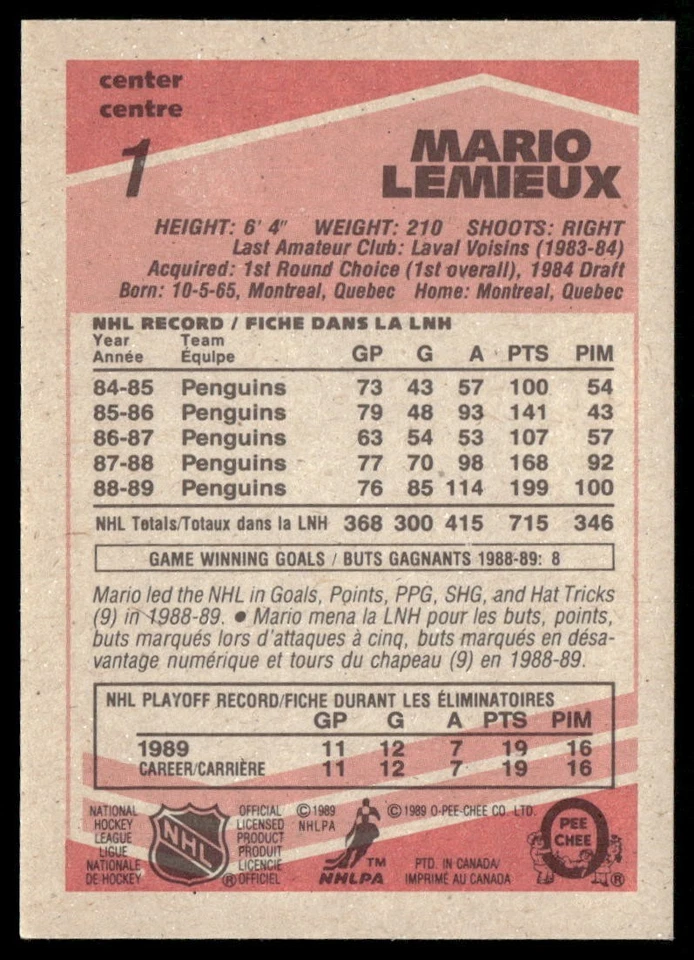 center
centre
1
MARIO
LEMIEUX
HEIGHT: 6' 4" WEIGHT: 210 SHOOTS: RIGHT
Last Amateur Club: Laval Voisins (1983-84)
Acquired: 1st Round Choice (1st overall), 1984 Draft
Born: 10-5-65, Montreal, Quebec Home: Montreal, Quebec
NHL RECORD / FICHE DANS LA LNH
Year Team
Année Équipe GP G A PTS PIM
84-85 Penguins 73 43 57 100 54
85-86 Penguins 79 48 93 141 43
86-87 Penguins 63 54 53 107 57
87-88 Penguins 77 70 98 168 92
88-89 Penguins 76 85 114 199 100
NHL Totals/Totaux dans la LNH 368 300 415 715 346
GAME WINNING GOALS / BUTS GAGNANTS 1988-89: 8
Mario led the NHL in Goals, Points, PPG, SHG, and Hat Tricks
(9) in 1988-89. ● Mario mena la LNH pour les buts, points,
buts marqués lors d'attaques à cinq, buts marqués en désa-
vantage numérique et tours du chapeau (9) en 1988-89.
NHL PLAYOFF RECORD/FICHE DURANT LES ÉLIMINATOIRES
GP G A PTS PIM
1989 11 12 7 19 16
CAREER/CARRIÈRE 11 12 7 19 16
NATIONAL
HOCKEY
LEAGUE
LIGUE
NATIONALE
DE HOCKEY
NHL
OFFICIAL
LICENSED
PRODUCT
PRODUIT
LICENCIE
® OFFICIEL
© 1989
NHLPA
TM
NHLPA
© 1989 O-PEE-CHEE CO. LTD.
PTD. IN CANADA/
IMPRIMÉ AU CANADA
O
PEE
CHEE
®